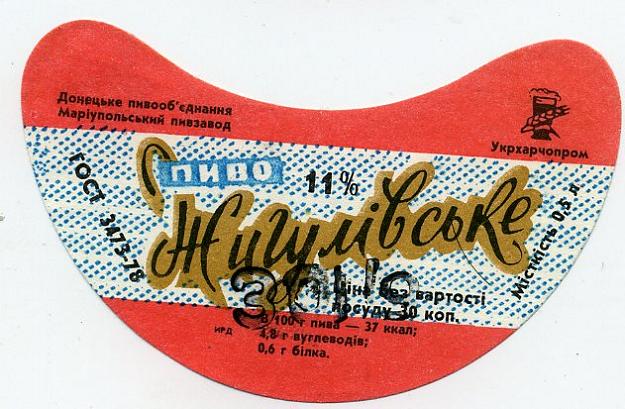 Донецьке пивооб'єднання
Маріупольський пивзавод
Укрхарчопром
ГОСТ 3473-78
ПИВО
11%
Жигулівське
Місткість 0,5 л
Ціна без вартості
посуду 30 коп.
В 100 г пива — 37 ккал;
4,8 г вуглеводів;
0,6 г білка.
ИРД